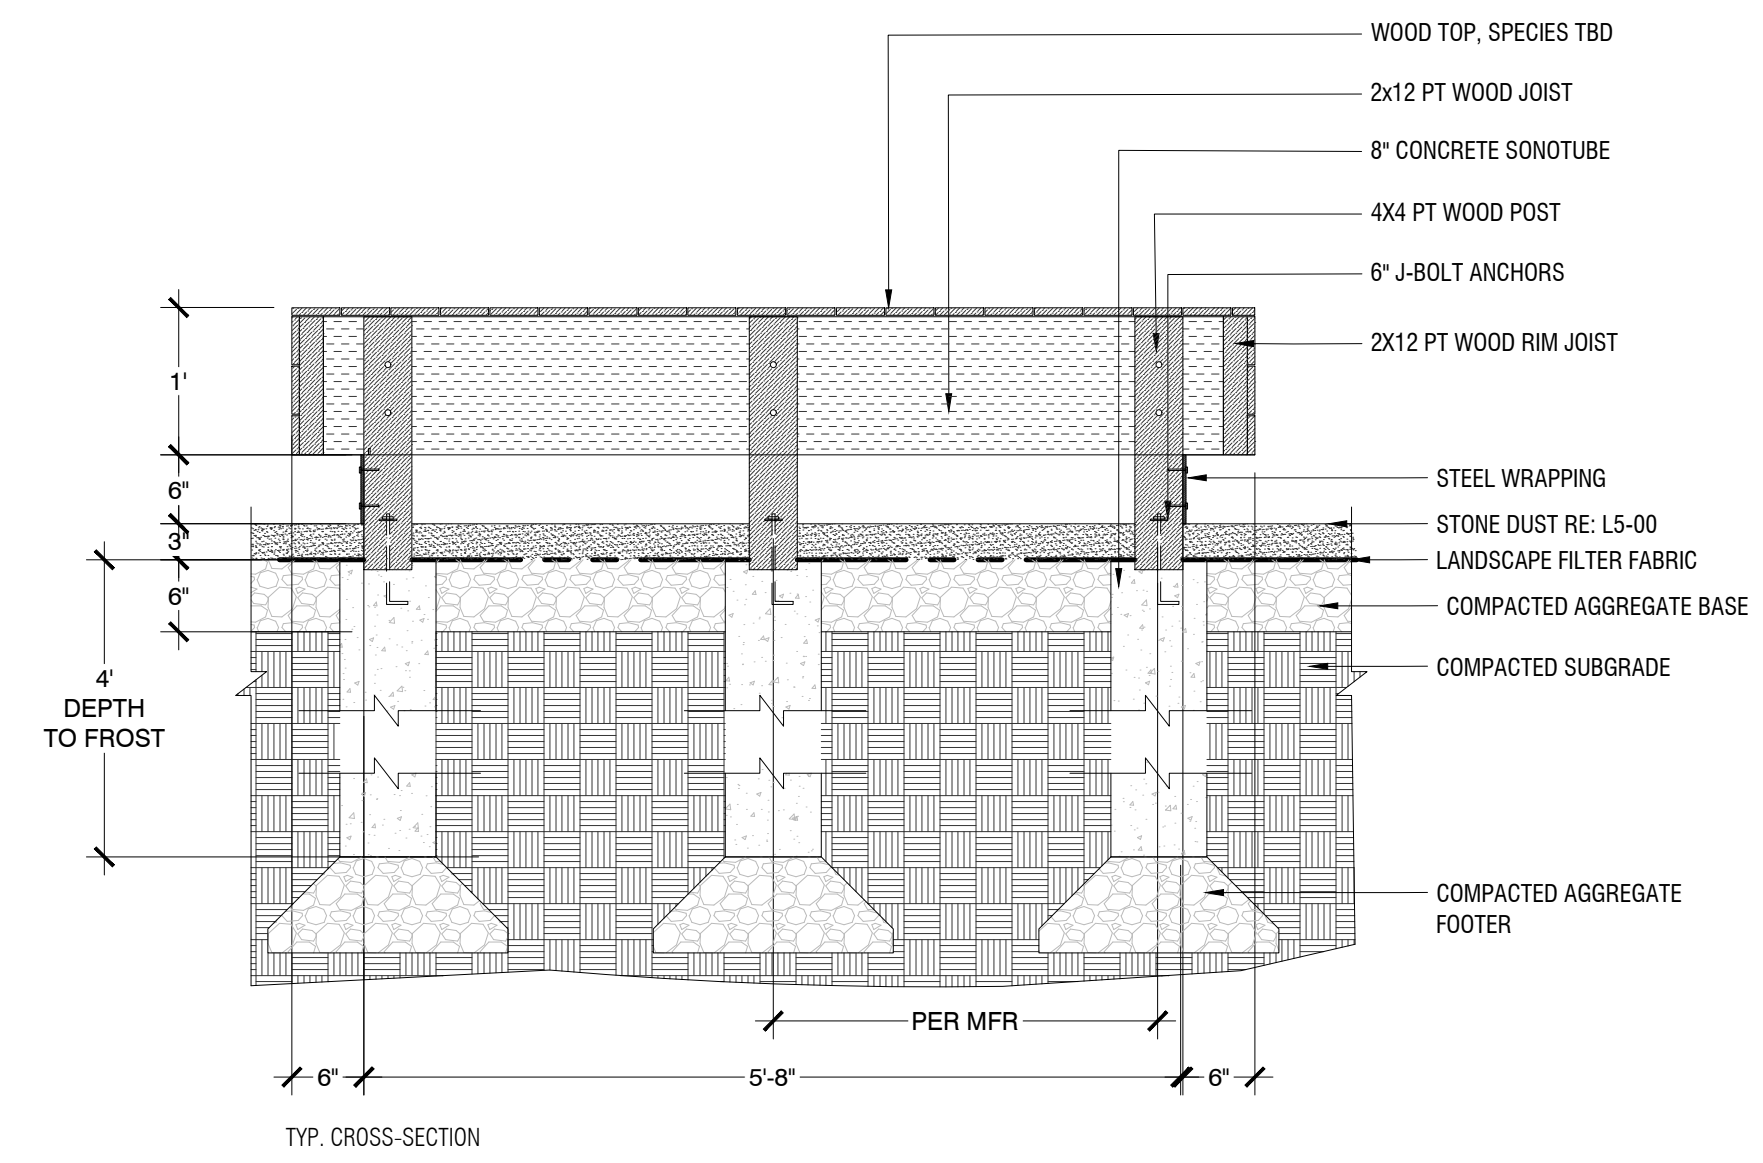 WOOD TOP, SPECIES TBD
2x12 PT WOOD JOIST
8" CONCRETE SONOTUBE
4X4 PT WOOD POST
6" J-BOLT ANCHORS
2X12 PT WOOD RIM JOIST
1'
6"
STEEL WRAPPING
3"
STONE DUST RE: L5-00
LANDSCAPE FILTER FABRIC
6"
COMPACTED AGGREGATE BASE
4'
DEPTH
TO FROST
COMPACTED SUBGRADE
COMPACTED AGGREGATE
FOOTER
PER MFR
6"
5'-8"
6"
TYP. CROSS-SECTION